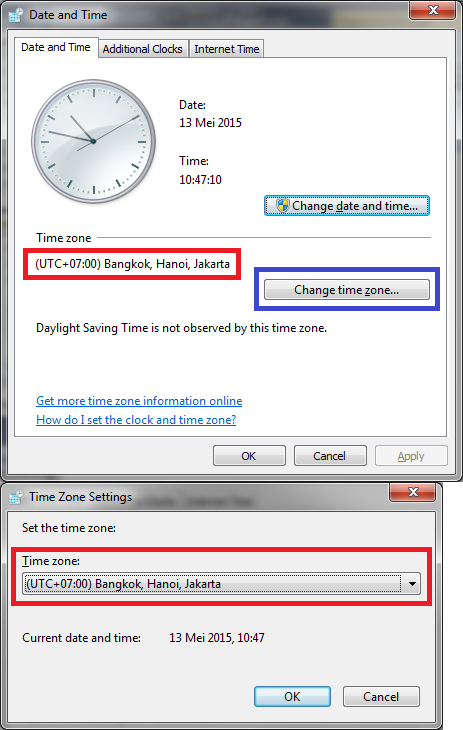 Date and Time
Date and Time
Additional Clocks
Internet Time
Date:
13 Mei 2015
Time:
10:47:10
Change date and time...
Time zone
(UTC+07:00) Bangkok, Hanoi, Jakarta
Change time zone...
Daylight Saving Time is not observed by this time zone.
Get more time zone information online
How do I set the clock and time zone?
OK
Cancel
Apply
Time Zone Settings
Set the time zone:
Time zone:
(UTC+07:00) Bangkok, Hanoi, Jakarta
Current date and time:
13 Mei 2015, 10:47
OK
Cancel